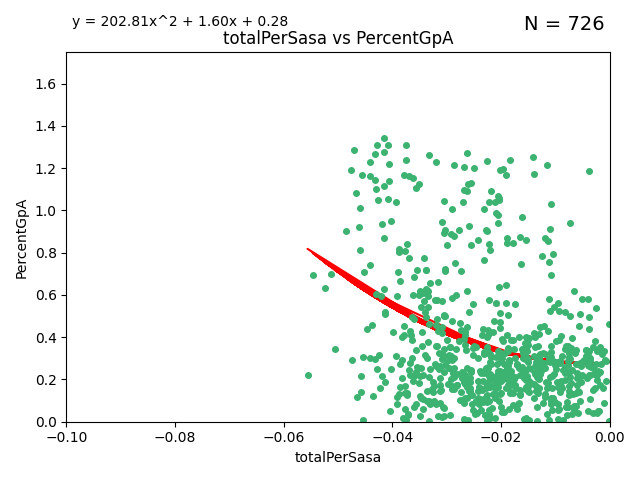 y = 202.81x^2 + 1.60x + 0.28
N = 726
totalPerSasa vs PercentGpA
1.6
1.4
1.2
1.0
0.8
0.6
0.4
0.2
0.0
PercentGpA
−0.10 −0.08 −0.06 −0.04 −0.02 0.00
totalPerSasa